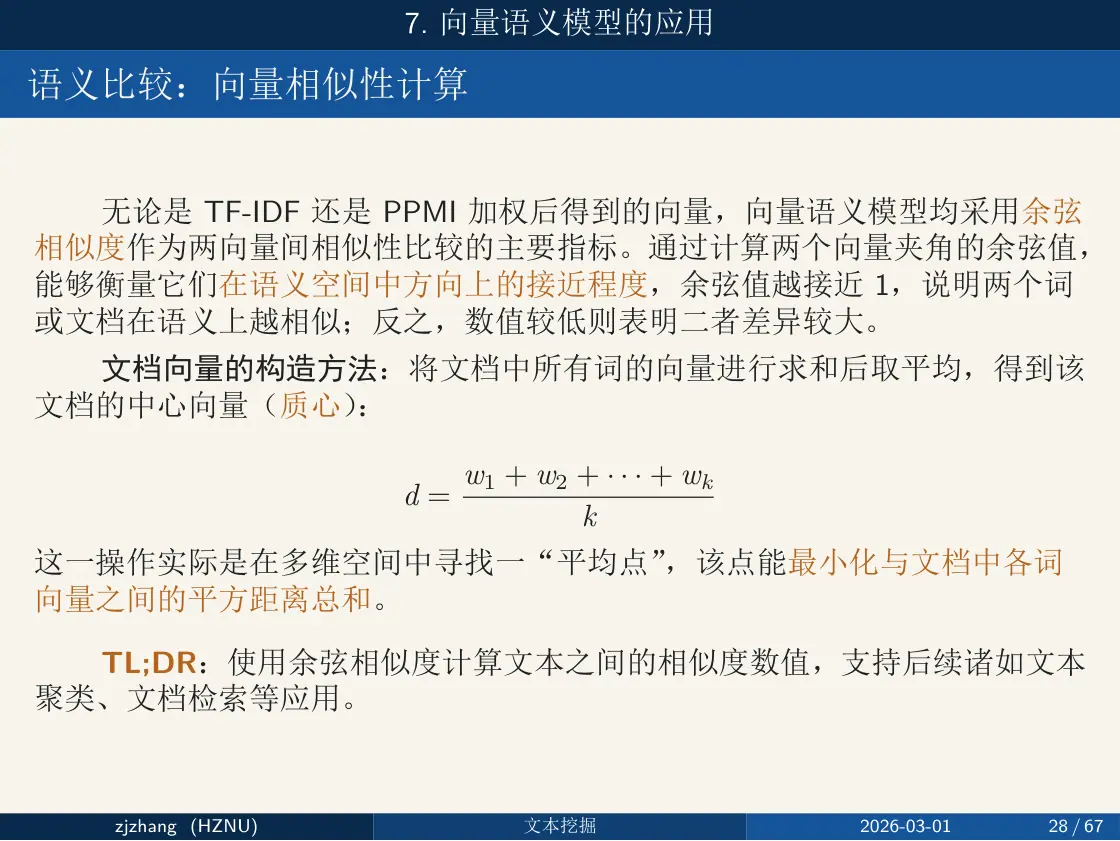 7. 向量语义模型的应用
语义比较：向量相似性计算
无论是 TF-IDF 还是 PPMI 加权后得到的向量，向量语义模型均采用余弦
相似度作为两向量间相似性比较的主要指标。通过计算两个向量夹角的余弦值，
能够衡量它们在语义空间中方向上的接近程度，余弦值越接近 1，说明两个词
或文档在语义上越相似；反之，数值较低则表明二者差异较大。
文档向量的构造方法：将文档中所有词的向量进行求和后取平均，得到该
文档的中心向量（质心）：
d = (w₁ + w₂ + ⋯ + wₖ) / k
这一操作实际是在多维空间中寻找一“平均点”，该点能最小化与文档中各词
向量之间的平方距离总和。
TL;DR：使用余弦相似度计算文本之间的相似度数值，支持后续诸如文本
聚类、文档检索等应用。
zjzhang (HZNU) 文本挖掘 2026-03-01 28 / 67